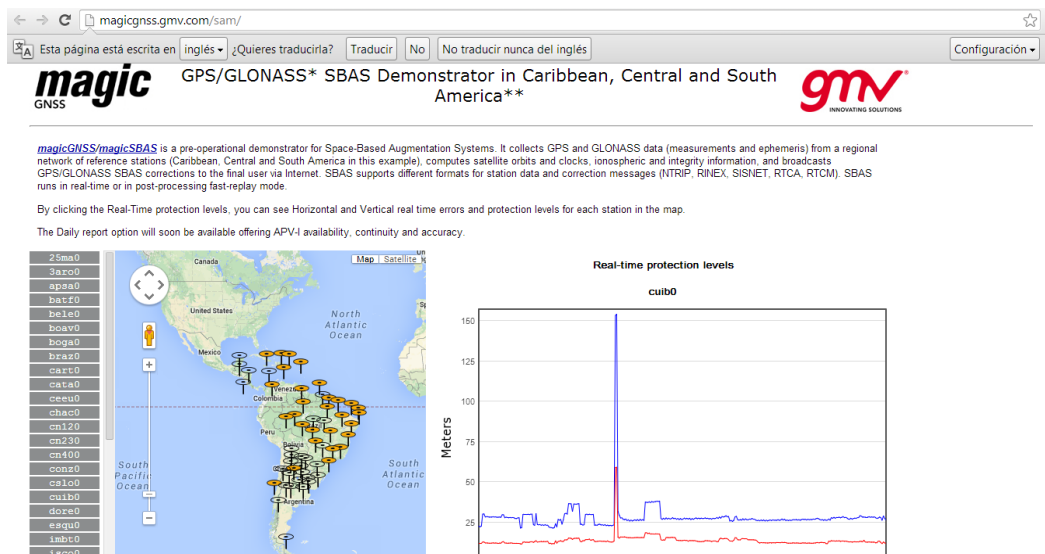 magicgnss.gmv.com/sam/
Esta página está escrita en inglés ¿Quieres traducirla? Traducir No No traducir nunca del inglés Configuración
magic
GNSS
GPS/GLONASS* SBAS Demonstrator in Caribbean, Central and South
America**
gmv
INNOVATING SOLUTIONS
magicGNSS/magicSBAS is a pre-operational demonstrator for Space-Based Augmentation Systems. It collects GPS and GLONASS data (measurements and ephemeris) from a regional
network of reference stations (Caribbean, Central and South America in this example), computes satellite orbits and clocks, ionospheric and integrity information, and broadcasts
GPS/GLONASS SBAS corrections to the final user via Internet. SBAS supports different formats for station data and correction messages (NTRIP, RINEX, SISNET, RTCA, RTCM). SBAS
runs in real-time or in post-processing fast-replay mode.
By clicking the Real-Time protection levels, you can see Horizontal and Vertical real time errors and protection levels for each station in the map.
The Daily report option will soon be available offering APV-I availability, continuity and accuracy.
25ma0
3aro0
apsa0
batf0
bele0
boav0
boga0
braz0
cart0
cata0
ceeu0
chac0
cn120
cn230
cn400
conz0
cslo0
cuib0
dore0
esqu0
imbt0
Map Satellite
Canada
United States
North
Atlantic
Ocean
Mexico
Colombia
Peru
Bolivia
South
Pacific
Ocean
South
Atlantic
Ocean
Argentina
Real-time protection levels
cuib0
Meters
150
125
100
75
50
25